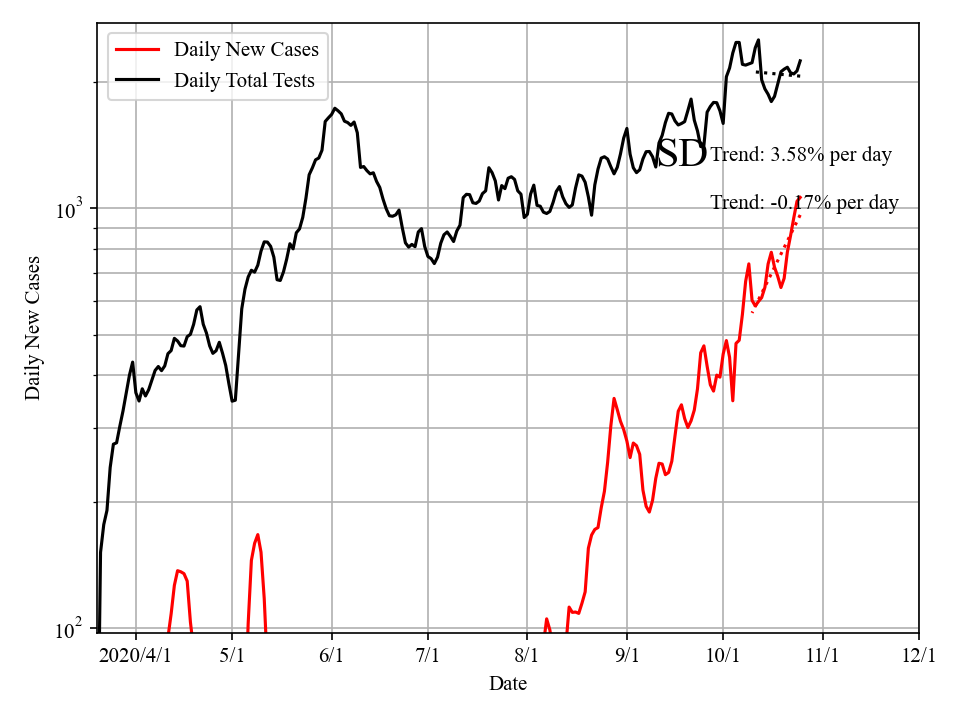 Daily New Cases
Daily Total Tests
SD
Trend: 3.58% per day
Trend: -0.17% per day
10^3
10^2
Daily New Cases
2020/4/1 5/1 6/1 7/1 8/1 9/1 10/1 11/1 12/1
Date